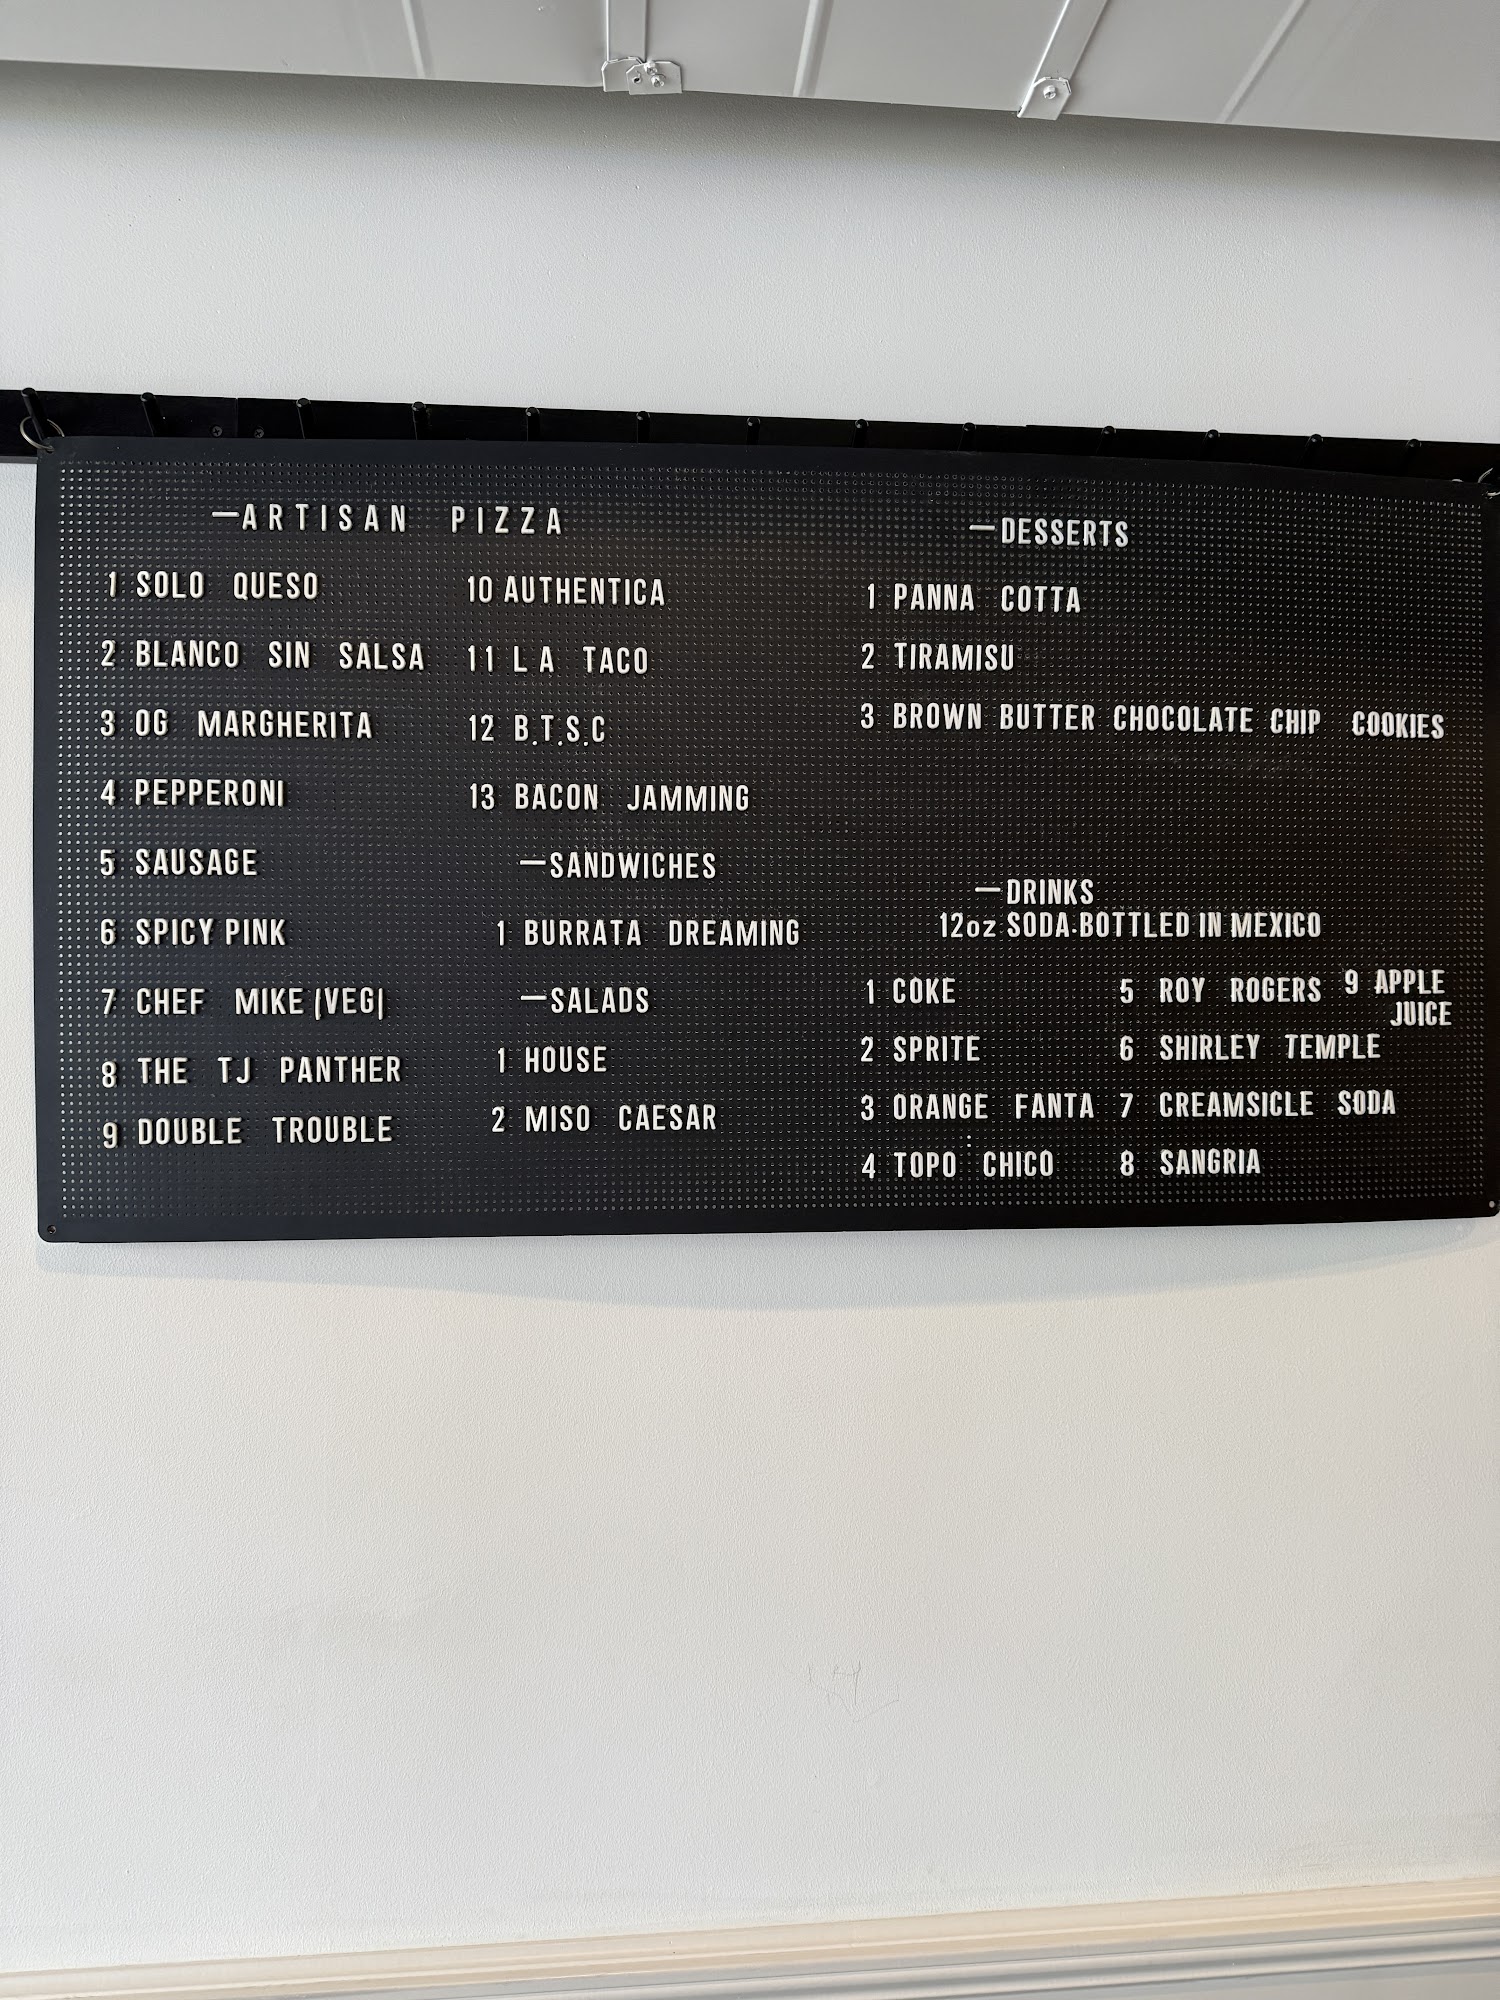 —ARTISAN PIZZA
1 SOLO QUESO
2 BLANCO SIN SALSA
3 OG MARGHERITA
4 PEPPERONI
5 SAUSAGE
6 SPICY PINK
7 CHEF MIKE (VEG|
8 THE TJ PANTHER
9 DOUBLE TROUBLE
10 AUTHENTICA
11 L A TACO
12 B.T.S.C
13 BACON JAMMING
—SANDWICHES
1 BURRATA DREAMING
—SALADS
1 HOUSE
2 MISO CAESAR
—DESSERTS
1 PANNA COTTA
2 TIRAMISU
3 BROWN BUTTER CHOCOLATE CHIP COOKIES
—DRINKS
12oz SODA.BOTTLED IN MEXICO
1 COKE
2 SPRITE
3 ORANGE FANTA
4 TOPO CHICO
5 ROY ROGERS
6 SHIRLEY TEMPLE
7 CREAMSICLE SODA
8 SANGRIA
9 APPLE
JUICE